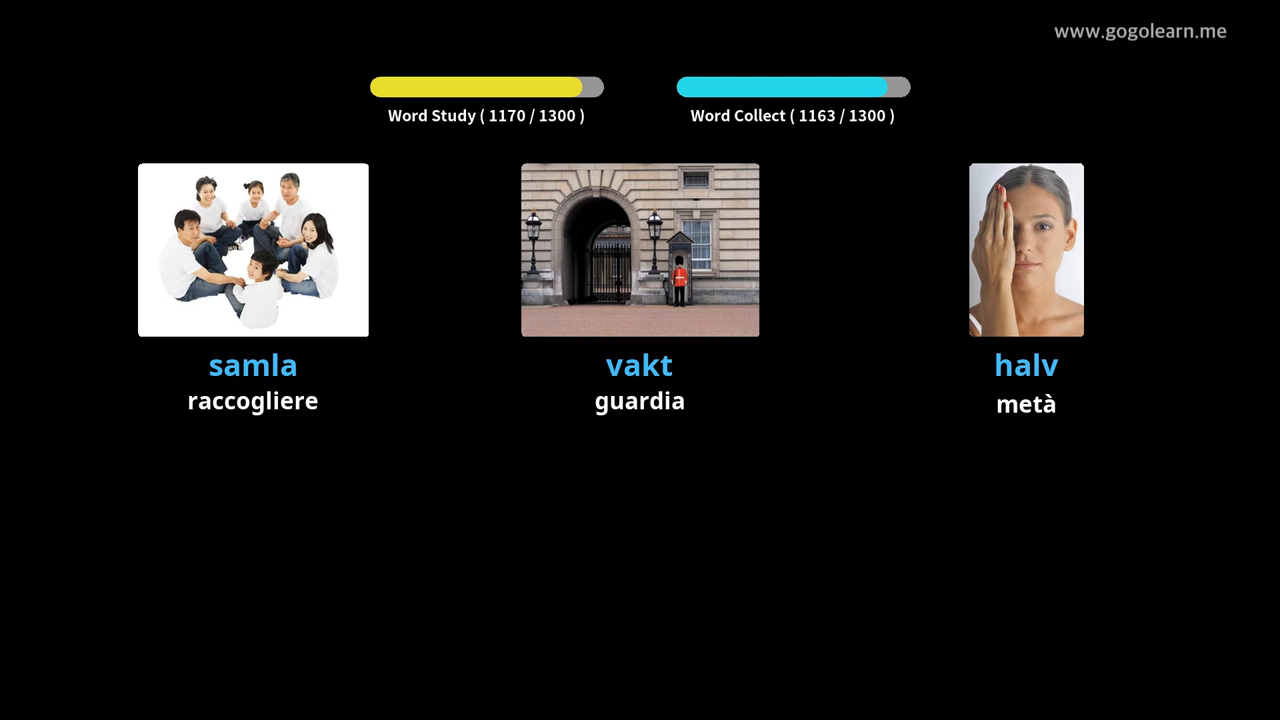 www.gogolearn.me
Word Study ( 1170 / 1300 )
Word Collect ( 1163 / 1300 )
samla
raccogliere
vakt
guardia
halv
metà